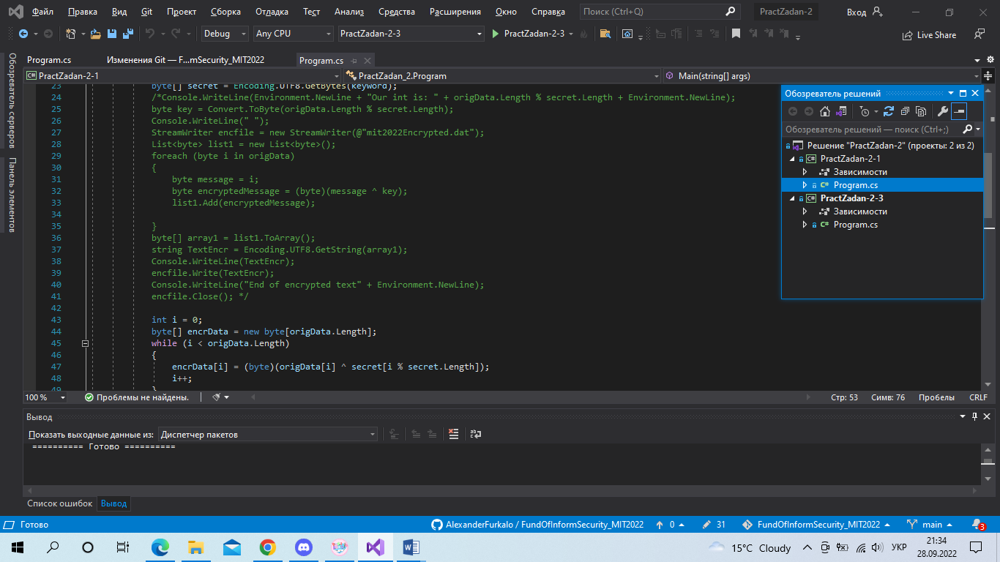 Файл Правка Вид Git Проект Сборка Отладка Тест Анализ Средства Расширения Окно Справка Поиск (Ctrl+Q) PractZadan-2 Вход
Debug Any CPU PractZadan-2-3 PractZadan-2-3 Live Share
Обозреватель серверов
Панель элементов
Program.cs Изменения Git — F...mSecurity_MIT2022 Program.cs
PractZadan-2-1 PractZadan_2.Program Main(string[] args)
23 byte[] secret = Encoding.UTF8.GetBytes(keyword);
24 /*Console.WriteLine(Environment.NewLine + "Our int is: " + origData.Length % secret.Length + Environment.NewLine);
25 byte key = Convert.ToByte(origData.Length % secret.Length);
26 Console.WriteLine(" ");
27 StreamWriter encfile = new StreamWriter(@"mit2022Encrypted.dat");
28 List<byte> list1 = new List<byte>();
29 foreach (byte i in origData)
30 {
31 byte message = i;
32 byte encryptedMessage = (byte)(message ^ key);
33 list1.Add(encryptedMessage);
34
35 }
36 byte[] array1 = list1.ToArray();
37 string TextEncr = Encoding.UTF8.GetString(array1);
38 Console.WriteLine(TextEncr);
39 encfile.Write(TextEncr);
40 Console.WriteLine("End of encrypted text" + Environment.NewLine);
41 encfile.Close(); */
42
43 int i = 0;
44 byte[] encrData = new byte[origData.Length];
45 while (i < origData.Length)
46 {
47 encrData[i] = (byte)(origData[i] ^ secret[i % secret.Length]);
48 i++;
49 }
Обозреватель решений
Обозреватель решений — поиск (Ctrl+;)
Решение "PractZadan-2" (проекты: 2 из 2)
PractZadan-2-1
Зависимости
C# Program.cs
PractZadan-2-3
Зависимости
C# Program.cs
100 % Проблемы не найдены. Стр: 53 Симв: 76 Пробелы CRLF
Вывод
Показать выходные данные из: Диспетчер пакетов
========== Готово ==========
Список ошибок Вывод
Готово AlexanderFurkalo / FundOfInformSecurity_MIT2022 0 31 FundOfInformSecurity_MIT2022 main 3
15°C Cloudy УКР 21:34
28.09.2022